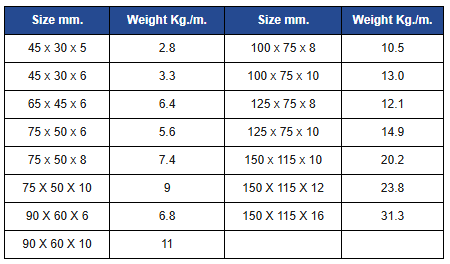 Size mm. Weight Kg./m. Size mm. Weight Kg./m.
45 x 30 x 5 2.8 100 x 75 x 8 10.5
45 x 30 x 6 3.3 100 x 75 x 10 13.0
65 x 45 x 6 6.4 125 x 75 x 8 12.1
75 x 50 x 6 5.6 125 x 75 x 10 14.9
75 x 50 x 8 7.4 150 x 115 x 10 20.2
75 X 50 X 10 9 150 X 115 X 12 23.8
90 X 60 X 6 6.8 150 X 115 X 16 31.3
90 X 60 X 10 11